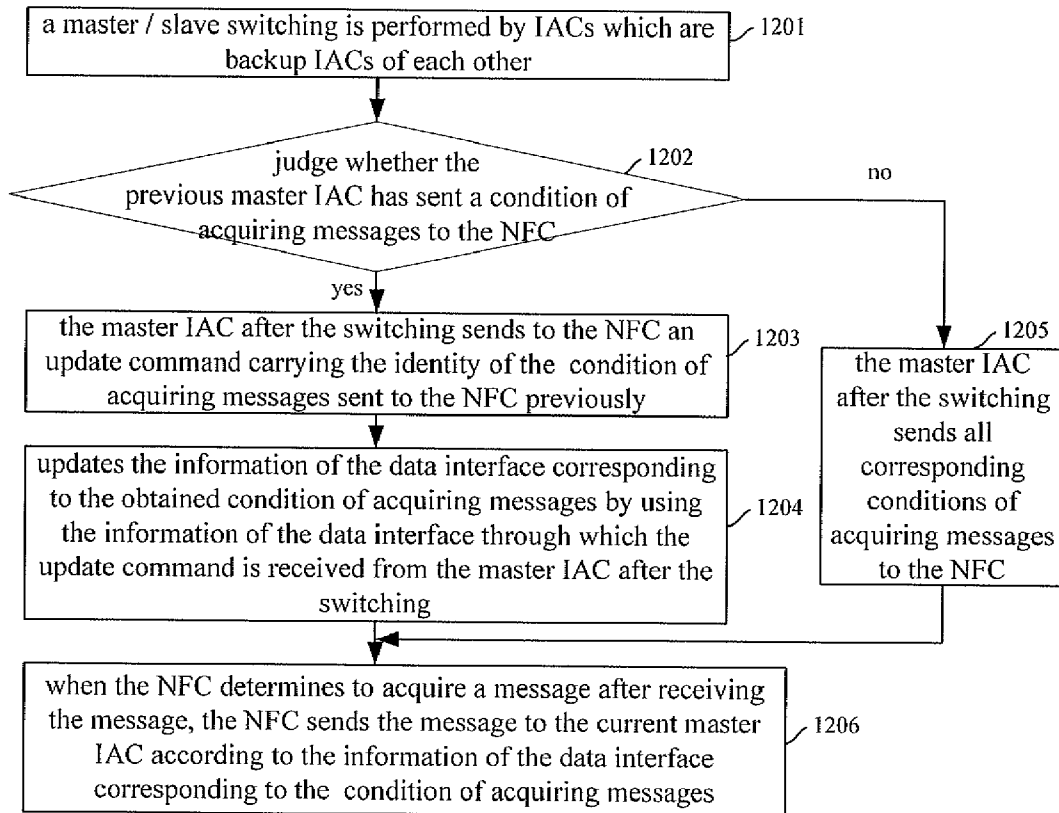 a master / slave switching is performed by IACs which are
backup IACs of each other
1201
judge whether the
previous master IAC has sent a condition of
acquiring messages to the NFC
1202
no
yes
the master IAC after the switching sends to the NFC an
update command carrying the identity of the condition of
acquiring messages sent to the NFC previously
1203
1205
the master IAC
after the switching
sends all
corresponding
conditions of
acquiring messages
to the NFC
updates the information of the data interface corresponding
to the obtained condition of acquiring messages by using
the information of the data interface through which the
update command is received from the master IAC after the
switching
1204
when the NFC determines to acquire a message after receiving
the message, the NFC sends the message to the current master
IAC according to the information of the data interface
corresponding to the condition of acquiring messages
1206